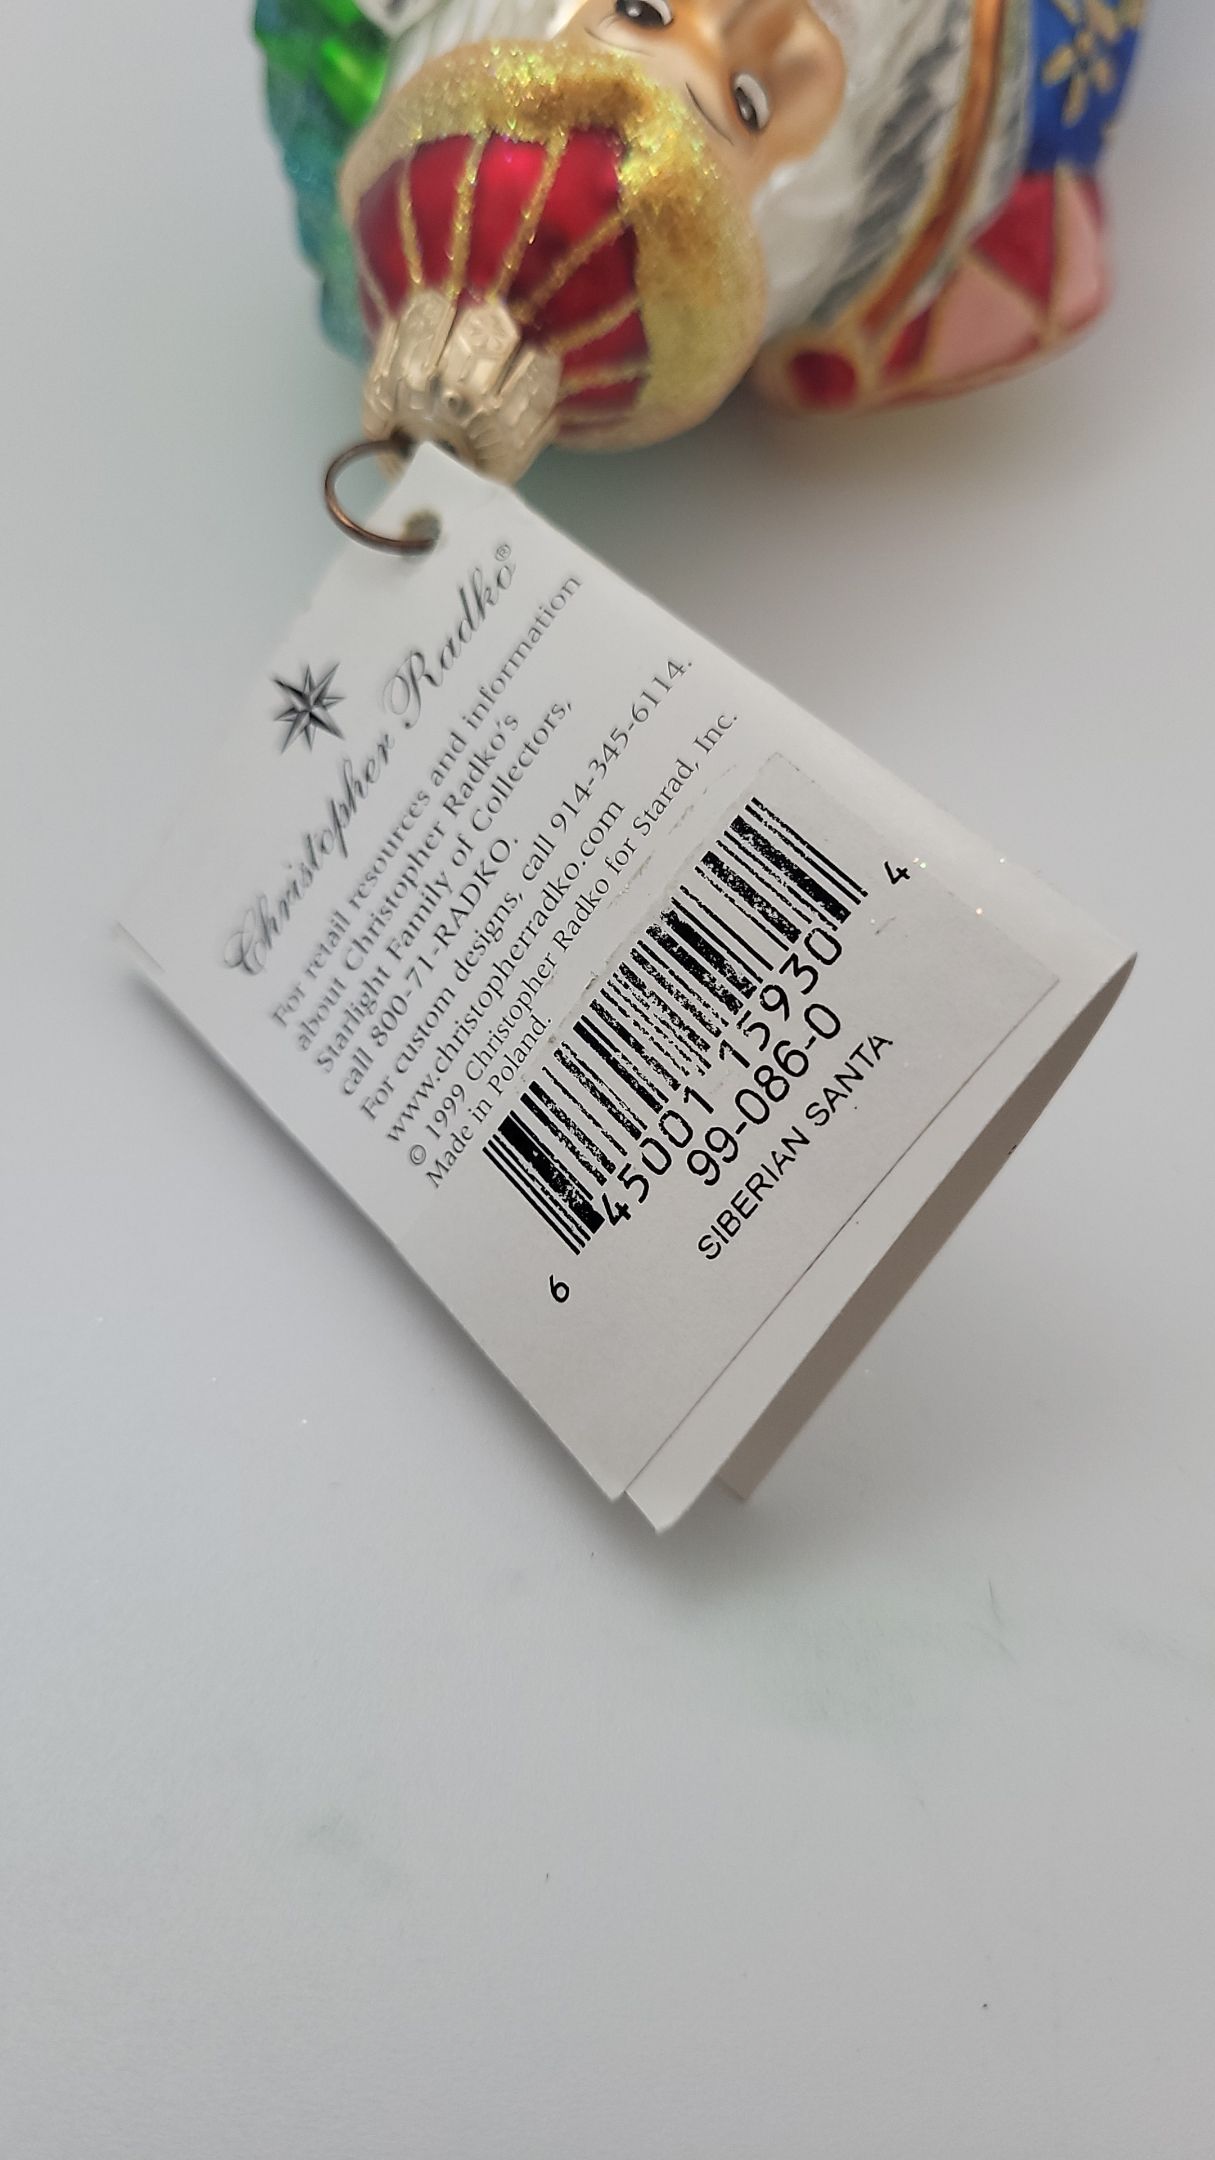 Christopher Radko®
For retail resources and information
about Christopher Radko's
Starlight Family of Collectors,
call 800-71-RADKO.
For custom designs, call 914-345-6114.
www.christopherradko.com
© 1999 Christopher Radko for Starad, Inc.
Made in Poland.
6 45001 15930 4
99-086-0
SIBERIAN SANTA